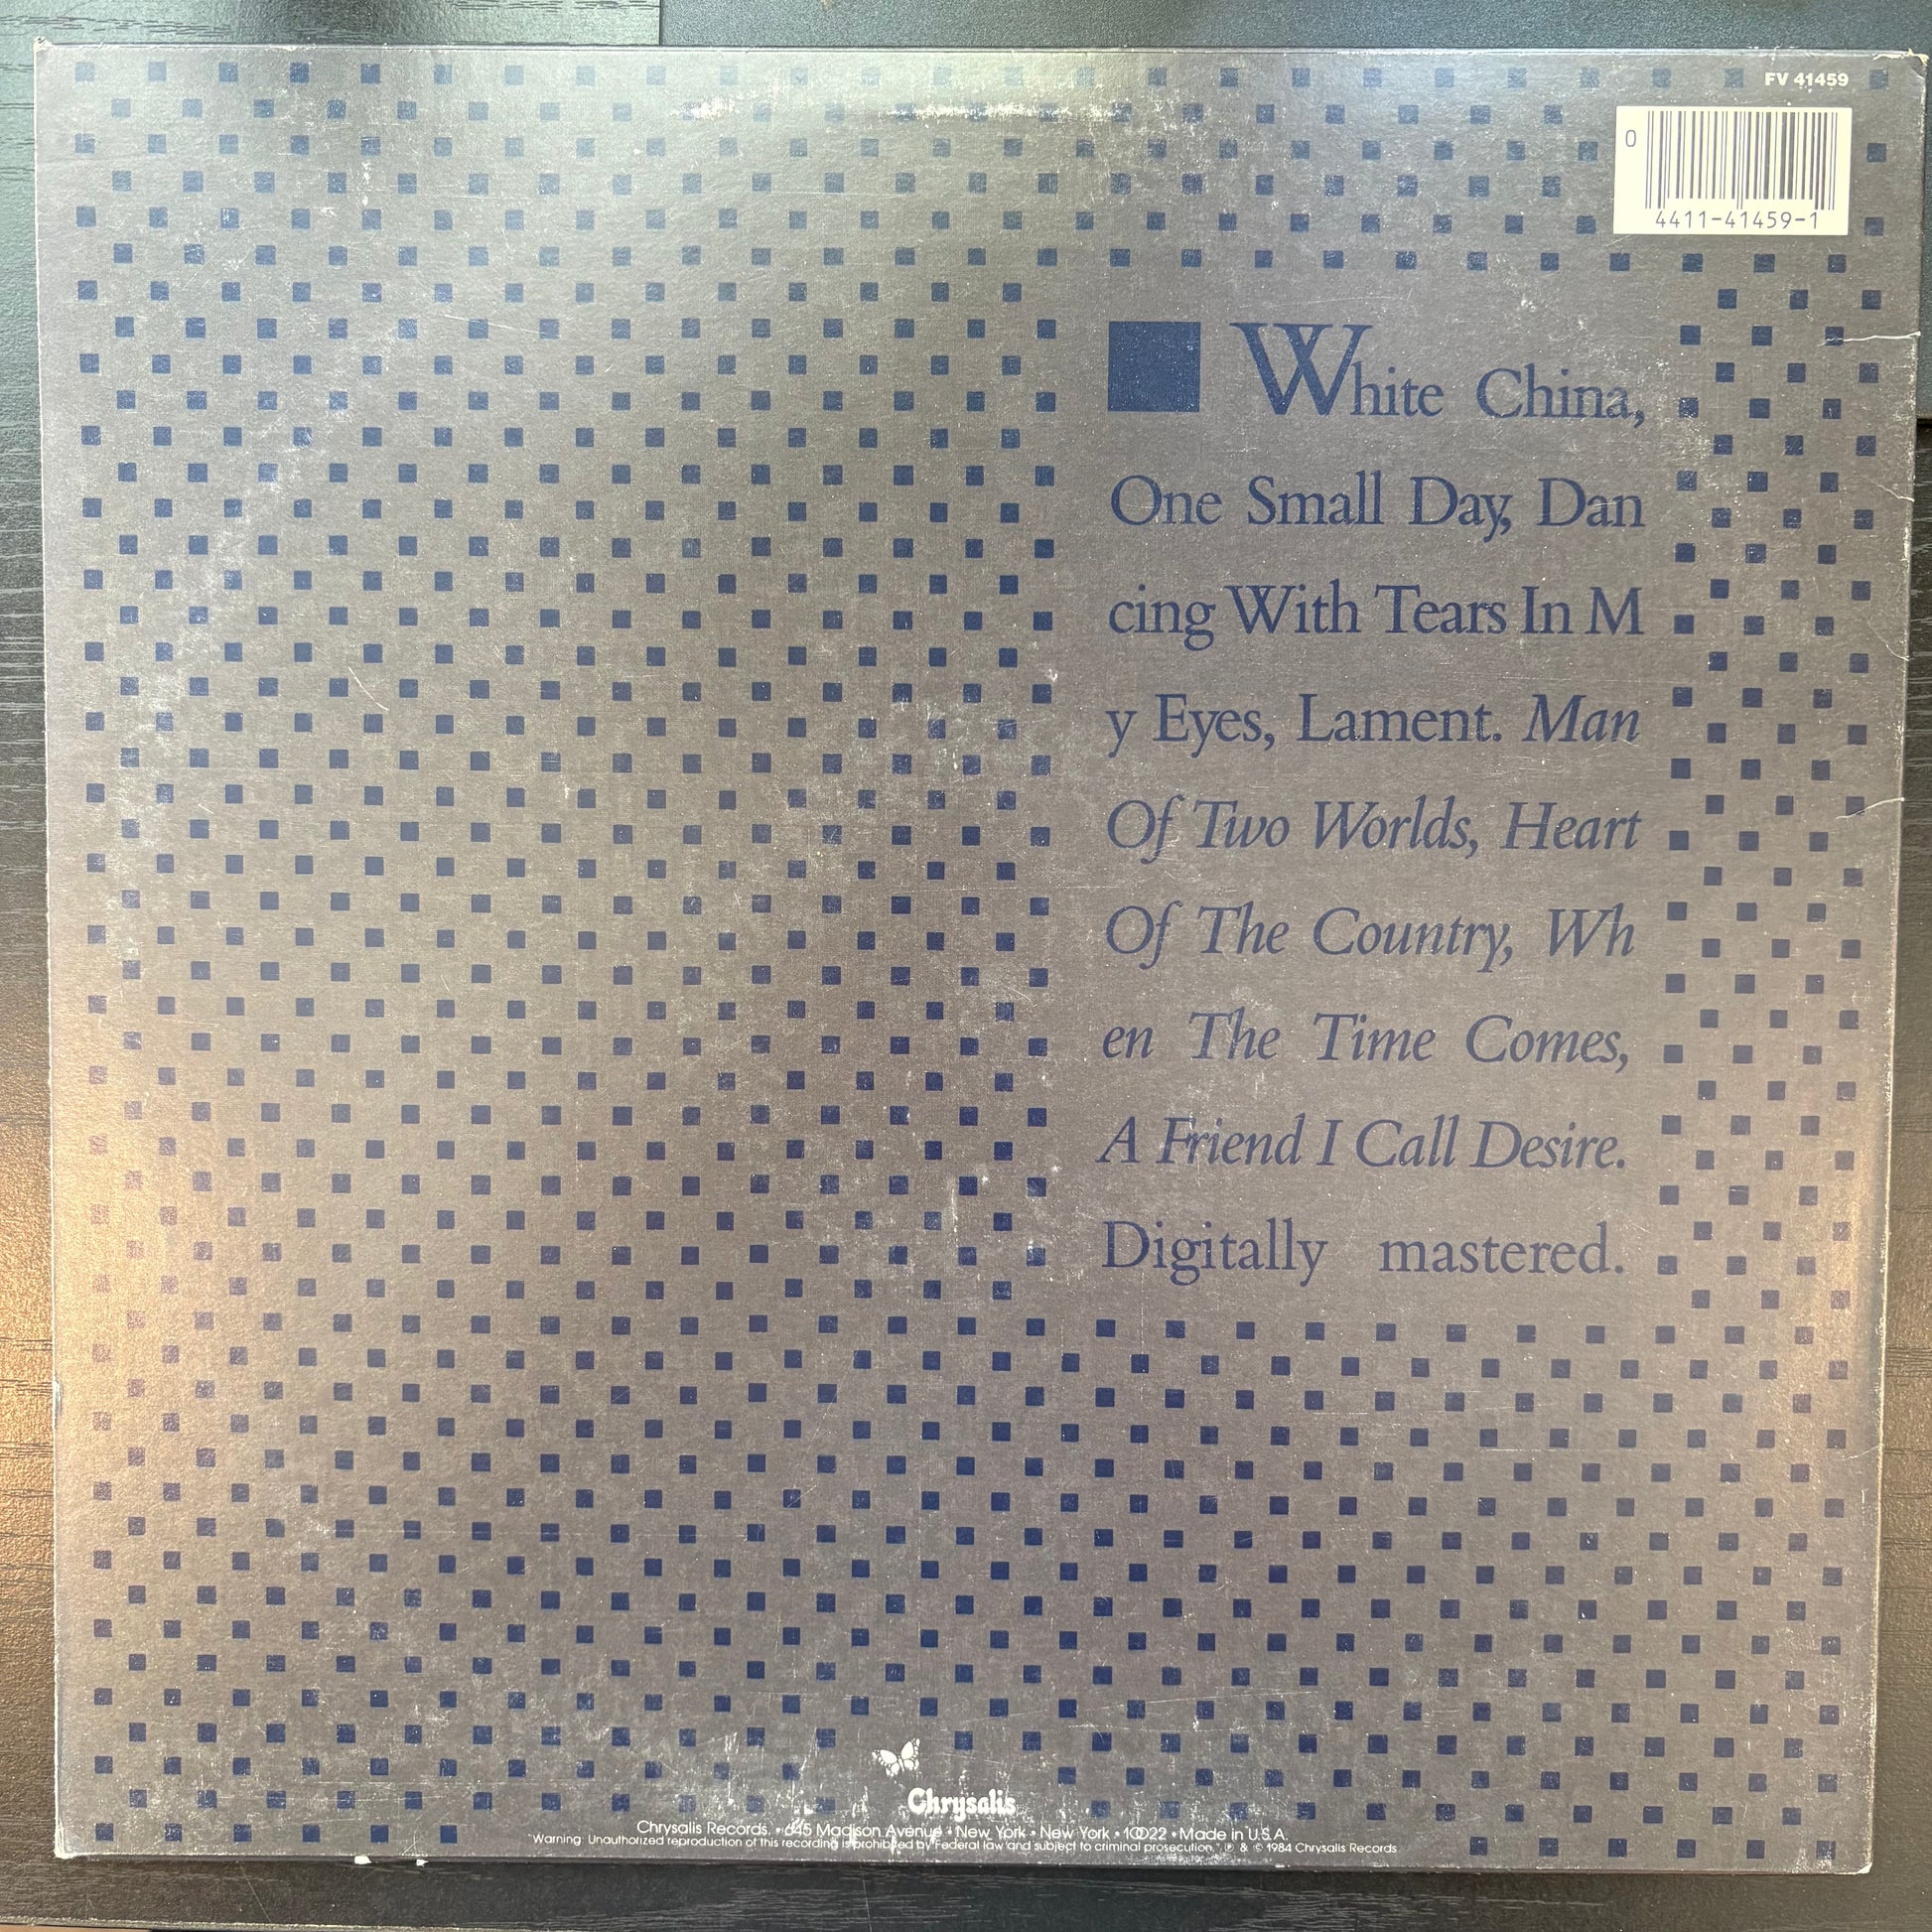 FV 41459
0
4411-41459-1
White China,
One Small Day, Dan
cing With Tears In M
y Eyes, Lament. Man
Of Two Worlds, Heart
Of The Country, Wh
en The Time Comes,
A Friend I Call Desire.
Digitally mastered.
Chrysalis
Chrysalis Records. • 645 Madison Avenue • New York • New York • 10022 • Made in U.S.A.
"Warning: Unauthorized reproduction of this recording is prohibited by Federal law and subject to criminal prosecution." ℗ & © 1984 Chrysalis Records